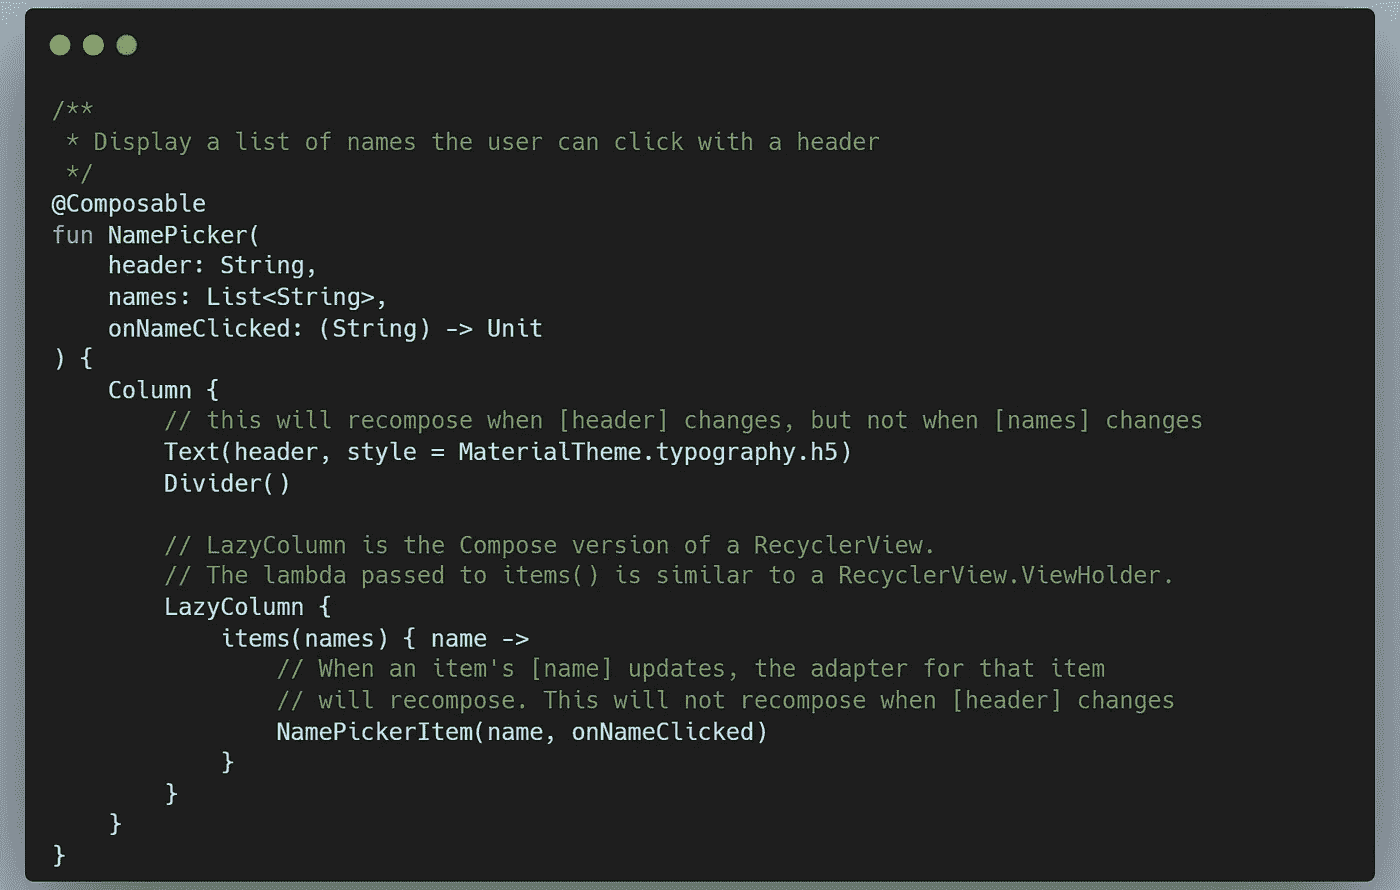 /**
 * Display a list of names the user can click with a header
 */
@Composable
fun NamePicker(
    header: String,
    names: List<String>,
    onNameClicked: (String) -> Unit
) {
    Column {
        // this will recompose when [header] changes, but not when [names] changes
        Text(header, style = MaterialTheme.typography.h5)
        Divider()

        // LazyColumn is the Compose version of a RecyclerView.
        // The lambda passed to items() is similar to a RecyclerView.ViewHolder.
        LazyColumn {
            items(names) { name ->
                // When an item's [name] updates, the adapter for that item
                // will recompose. This will not recompose when [header] changes
                NamePickerItem(name, onNameClicked)
            }
        }
    }
}